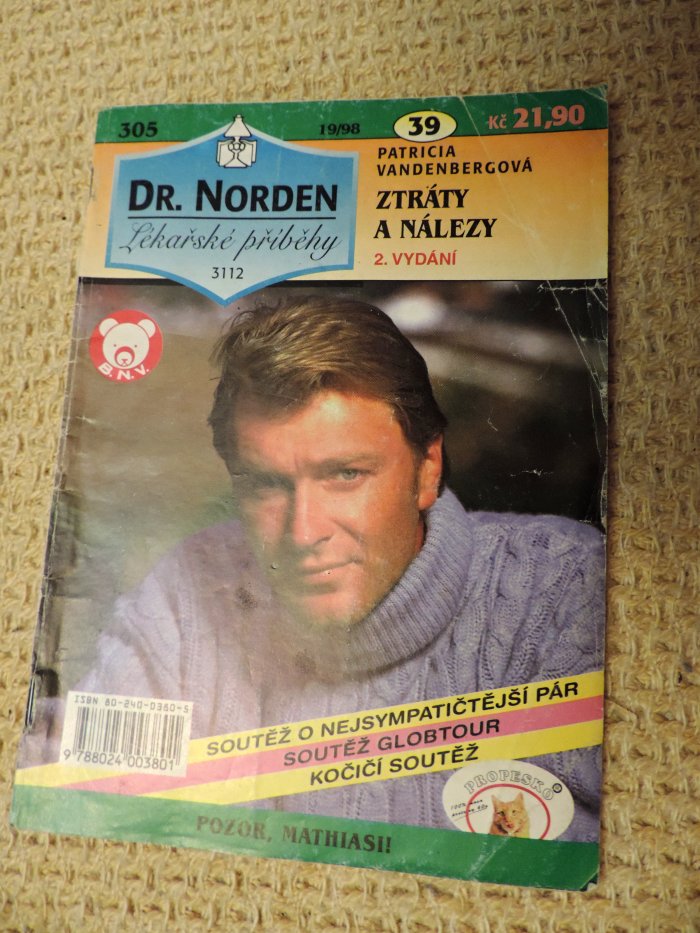 305
19/98
39
Kč 21,90
DR. NORDEN
Lékařské příběhy
3112
PATRICIA
VANDENBERGOVÁ
ZTRÁTY
A NÁLEZY
2. VYDÁNÍ
B.N.V.
ISBN 80-240-0380-5
9 788024 003801
SOUTĚŽ O NEJSYMPATIČTĚJŠÍ PÁR
SOUTĚŽ GLOBTOUR
KOČIČÍ SOUTĚŽ
PROPESKO®
POZOR, MATHIASI!